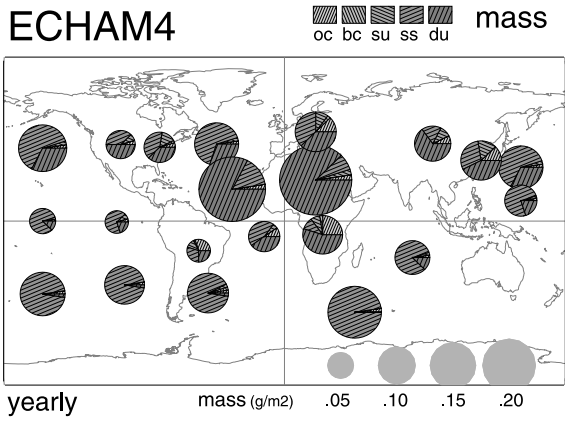 ECHAM4
mass
oc bc su ss du
yearly
mass (g/m2) .05 .10 .15 .20